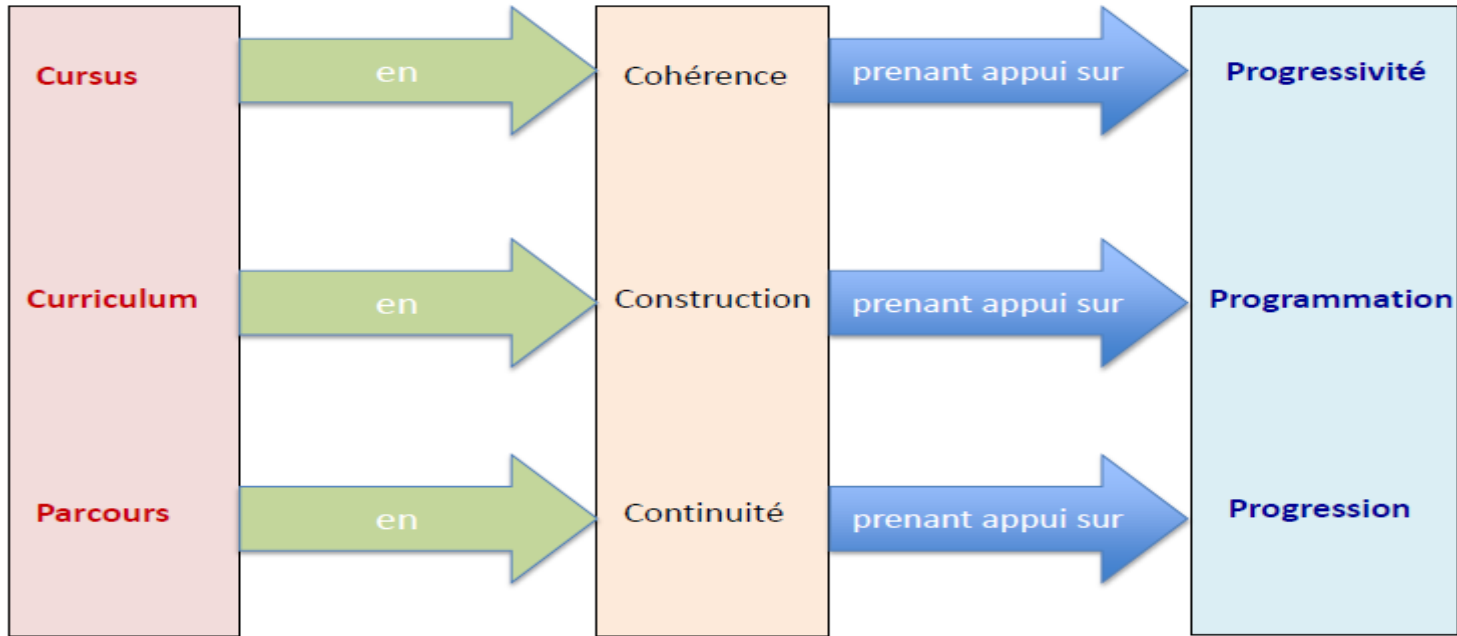 Cursus en Cohérence prenant appui sur Progressivité
Curriculum en Construction prenant appui sur Programmation
Parcours en Continuité prenant appui sur Progression